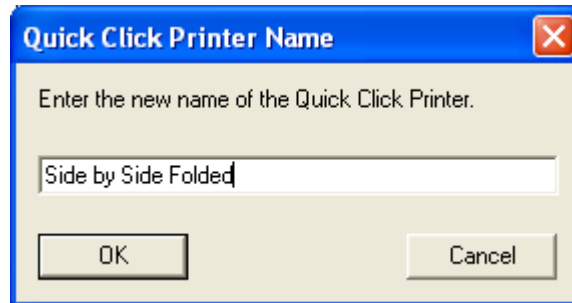 Quick Click Printer Name
Enter the new name of the Quick Click Printer.
Side by Side Folded
OK Cancel